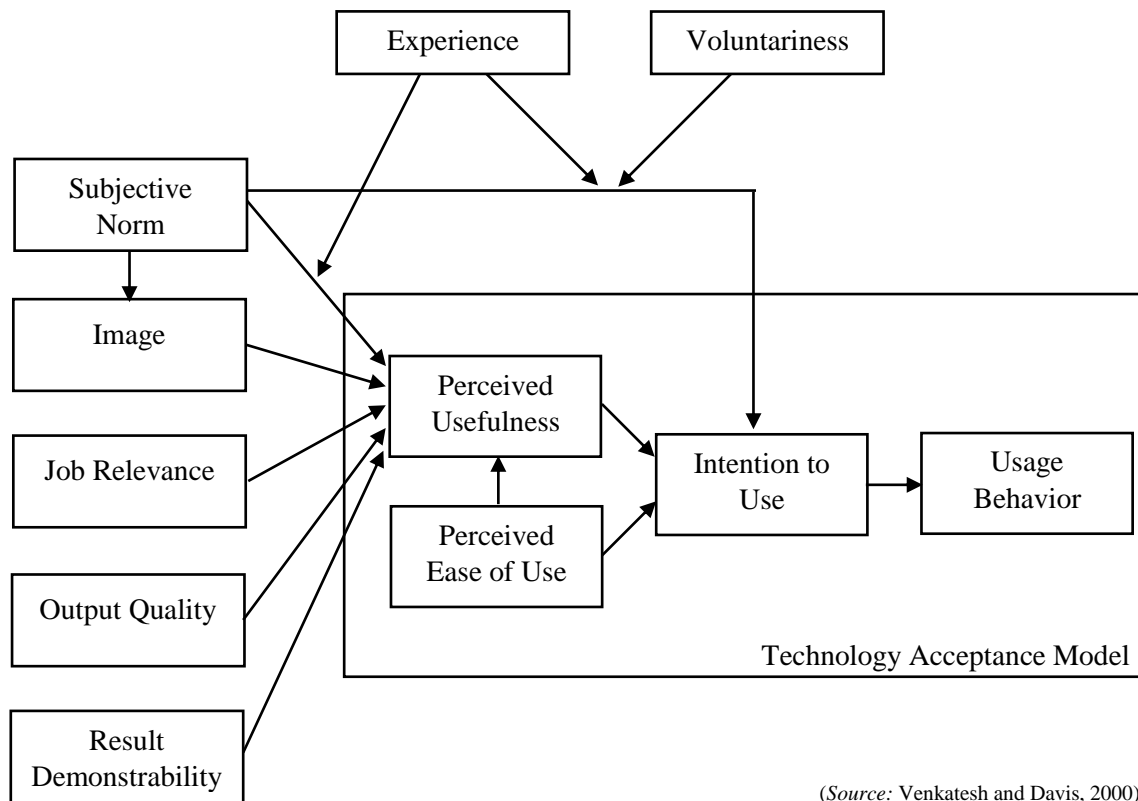 Experience
Voluntariness
Subjective
Norm
Image
Perceived
Usefulness
Job Relevance
Intention to
Use
Usage
Behavior
Perceived
Ease of Use
Output Quality
Technology Acceptance Model
Result
Demonstrability
(Source: Venkatesh and Davis, 2000)